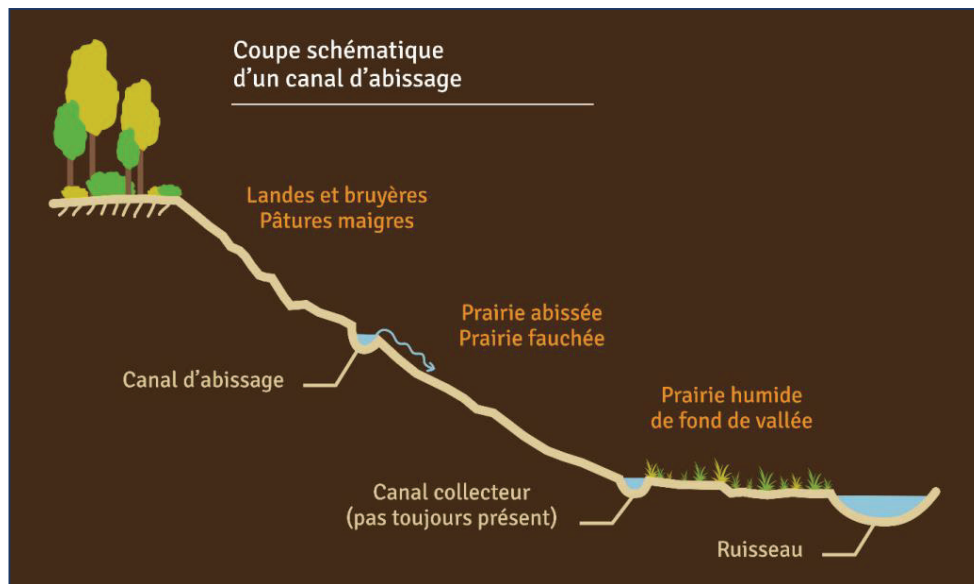 Coupe schématique
d'un canal d'abissage
Landes et bruyères
Pâtures maigres
Prairie abissée
Prairie fauchée
Canal d'abissage
Prairie humide
de fond de vallée
Canal collecteur
(pas toujours présent)
Ruisseau